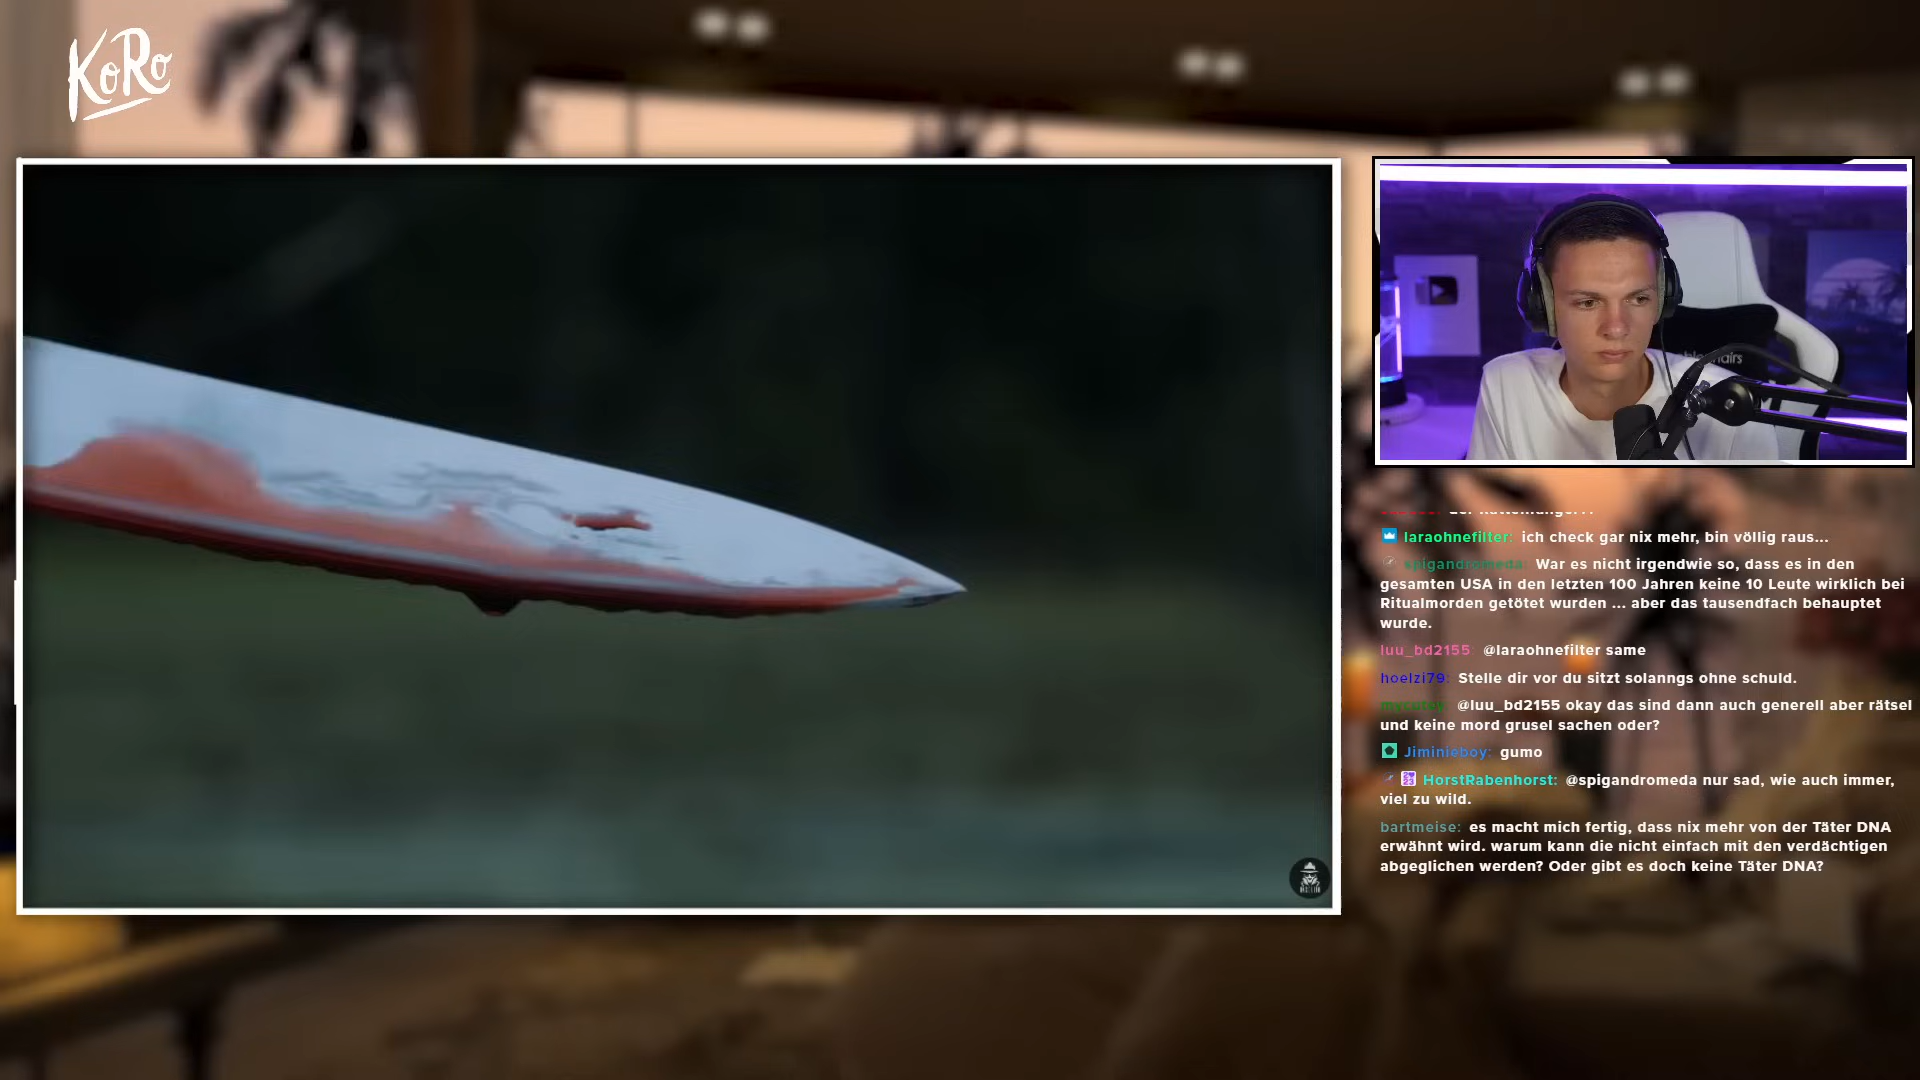 KoRo
laraohnefilter: ich check gar nix mehr, bin völlig raus...
spigandromeda: War es nicht irgendwie so, dass es in den
gesamten USA in den letzten 100 Jahren keine 10 Leute wirklich bei
Ritualmorden getötet wurden ... aber das tausendfach behauptet
wurde.
luu_bd2155: @laraohnefilter same
hoelzi79: Stelle dir vor du sitzt solanngs ohne schuld.
@luu_bd2155 okay das sind dann auch generell aber rätsel
und keine mord grusel sachen oder?
Jiminieboy: gumo
HorstRabenhorst: @spigandromeda nur sad, wie auch immer,
viel zu wild.
bartmeise: es macht mich fertig, dass nix mehr von der Täter DNA
erwähnt wird. warum kann die nicht einfach mit den verdächtigen
abgeglichen werden? Oder gibt es doch keine Täter DNA?